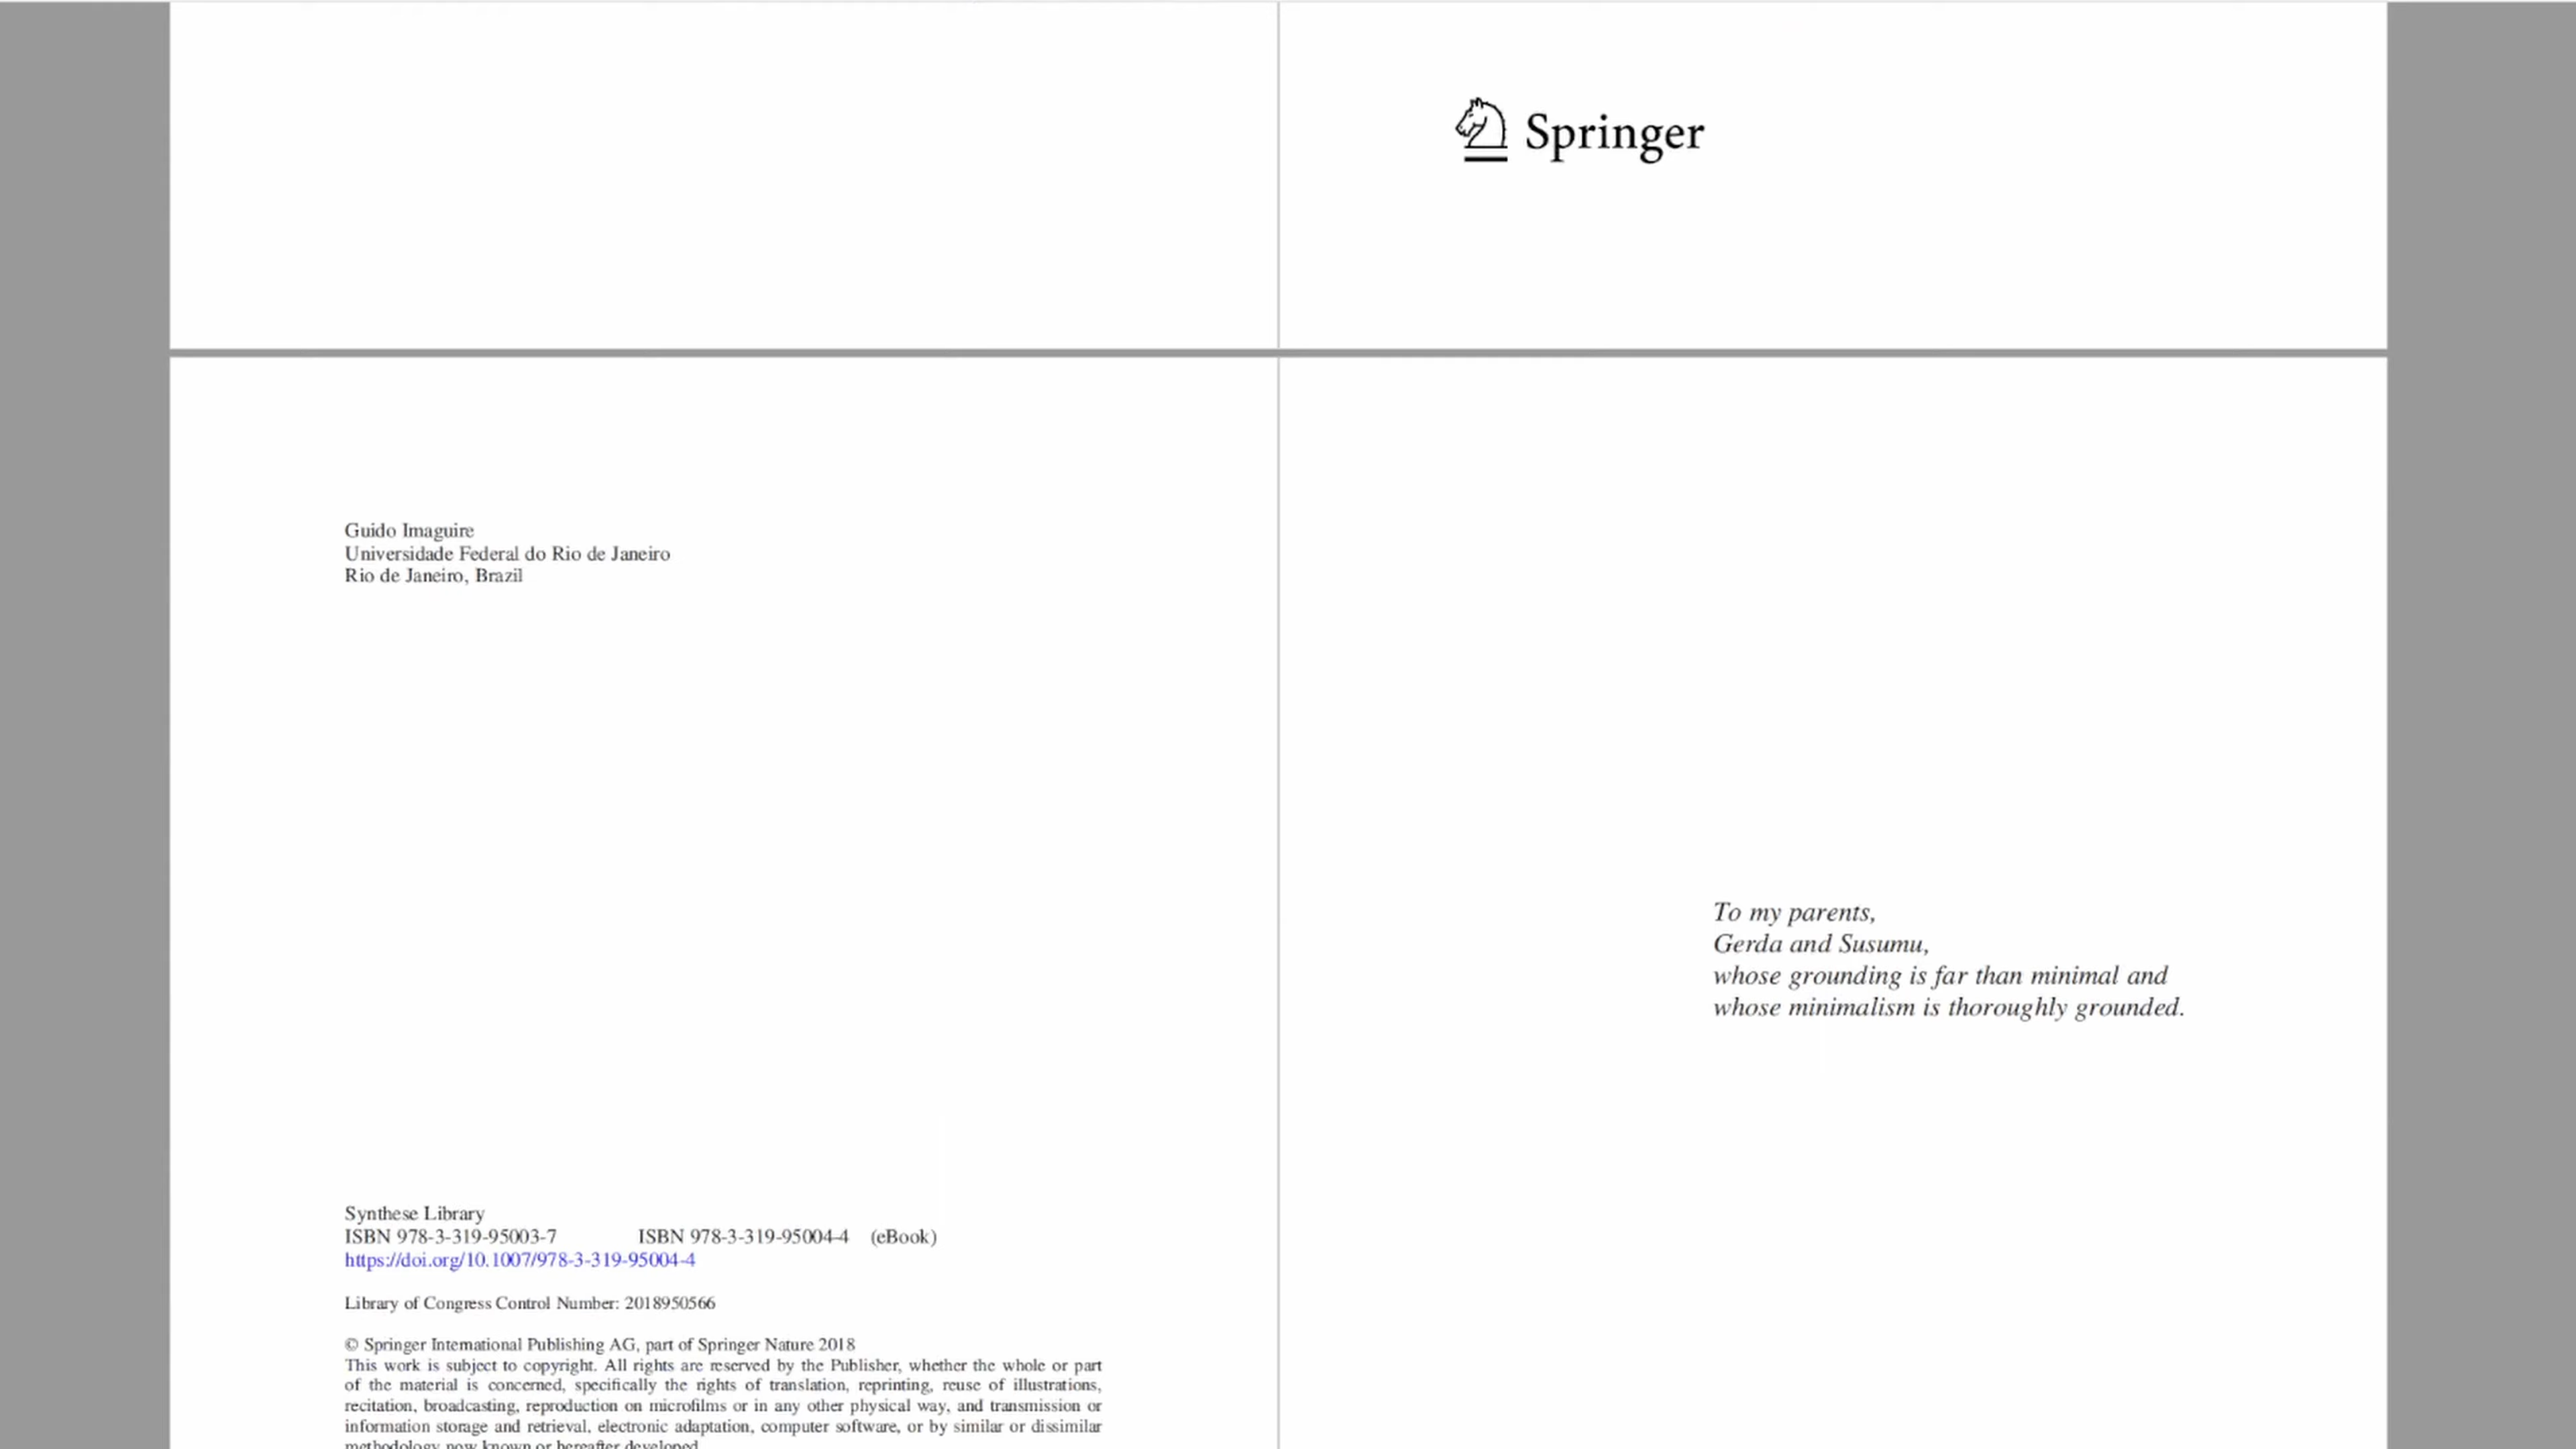 Springer
Guido Imaguire
Universidade Federal do Rio de Janeiro
Rio de Janeiro, Brazil
To my parents,
Gerda and Susumu,
whose grounding is far than minimal and
whose minimalism is thoroughly grounded.
Synthese Library
ISBN 978-3-319-95003-7 ISBN 978-3-319-95004-4 (eBook)
https://doi.org/10.1007/978-3-319-95004-4
Library of Congress Control Number: 2018950566
© Springer International Publishing AG, part of Springer Nature 2018
This work is subject to copyright. All rights are reserved by the Publisher, whether the whole or part
of the material is concerned, specifically the rights of translation, reprinting, reuse of illustrations,
recitation, broadcasting, reproduction on microfilms or in any other physical way, and transmission or
information storage and retrieval, electronic adaptation, computer software, or by similar or dissimilar
methodology now known or hereafter developed.